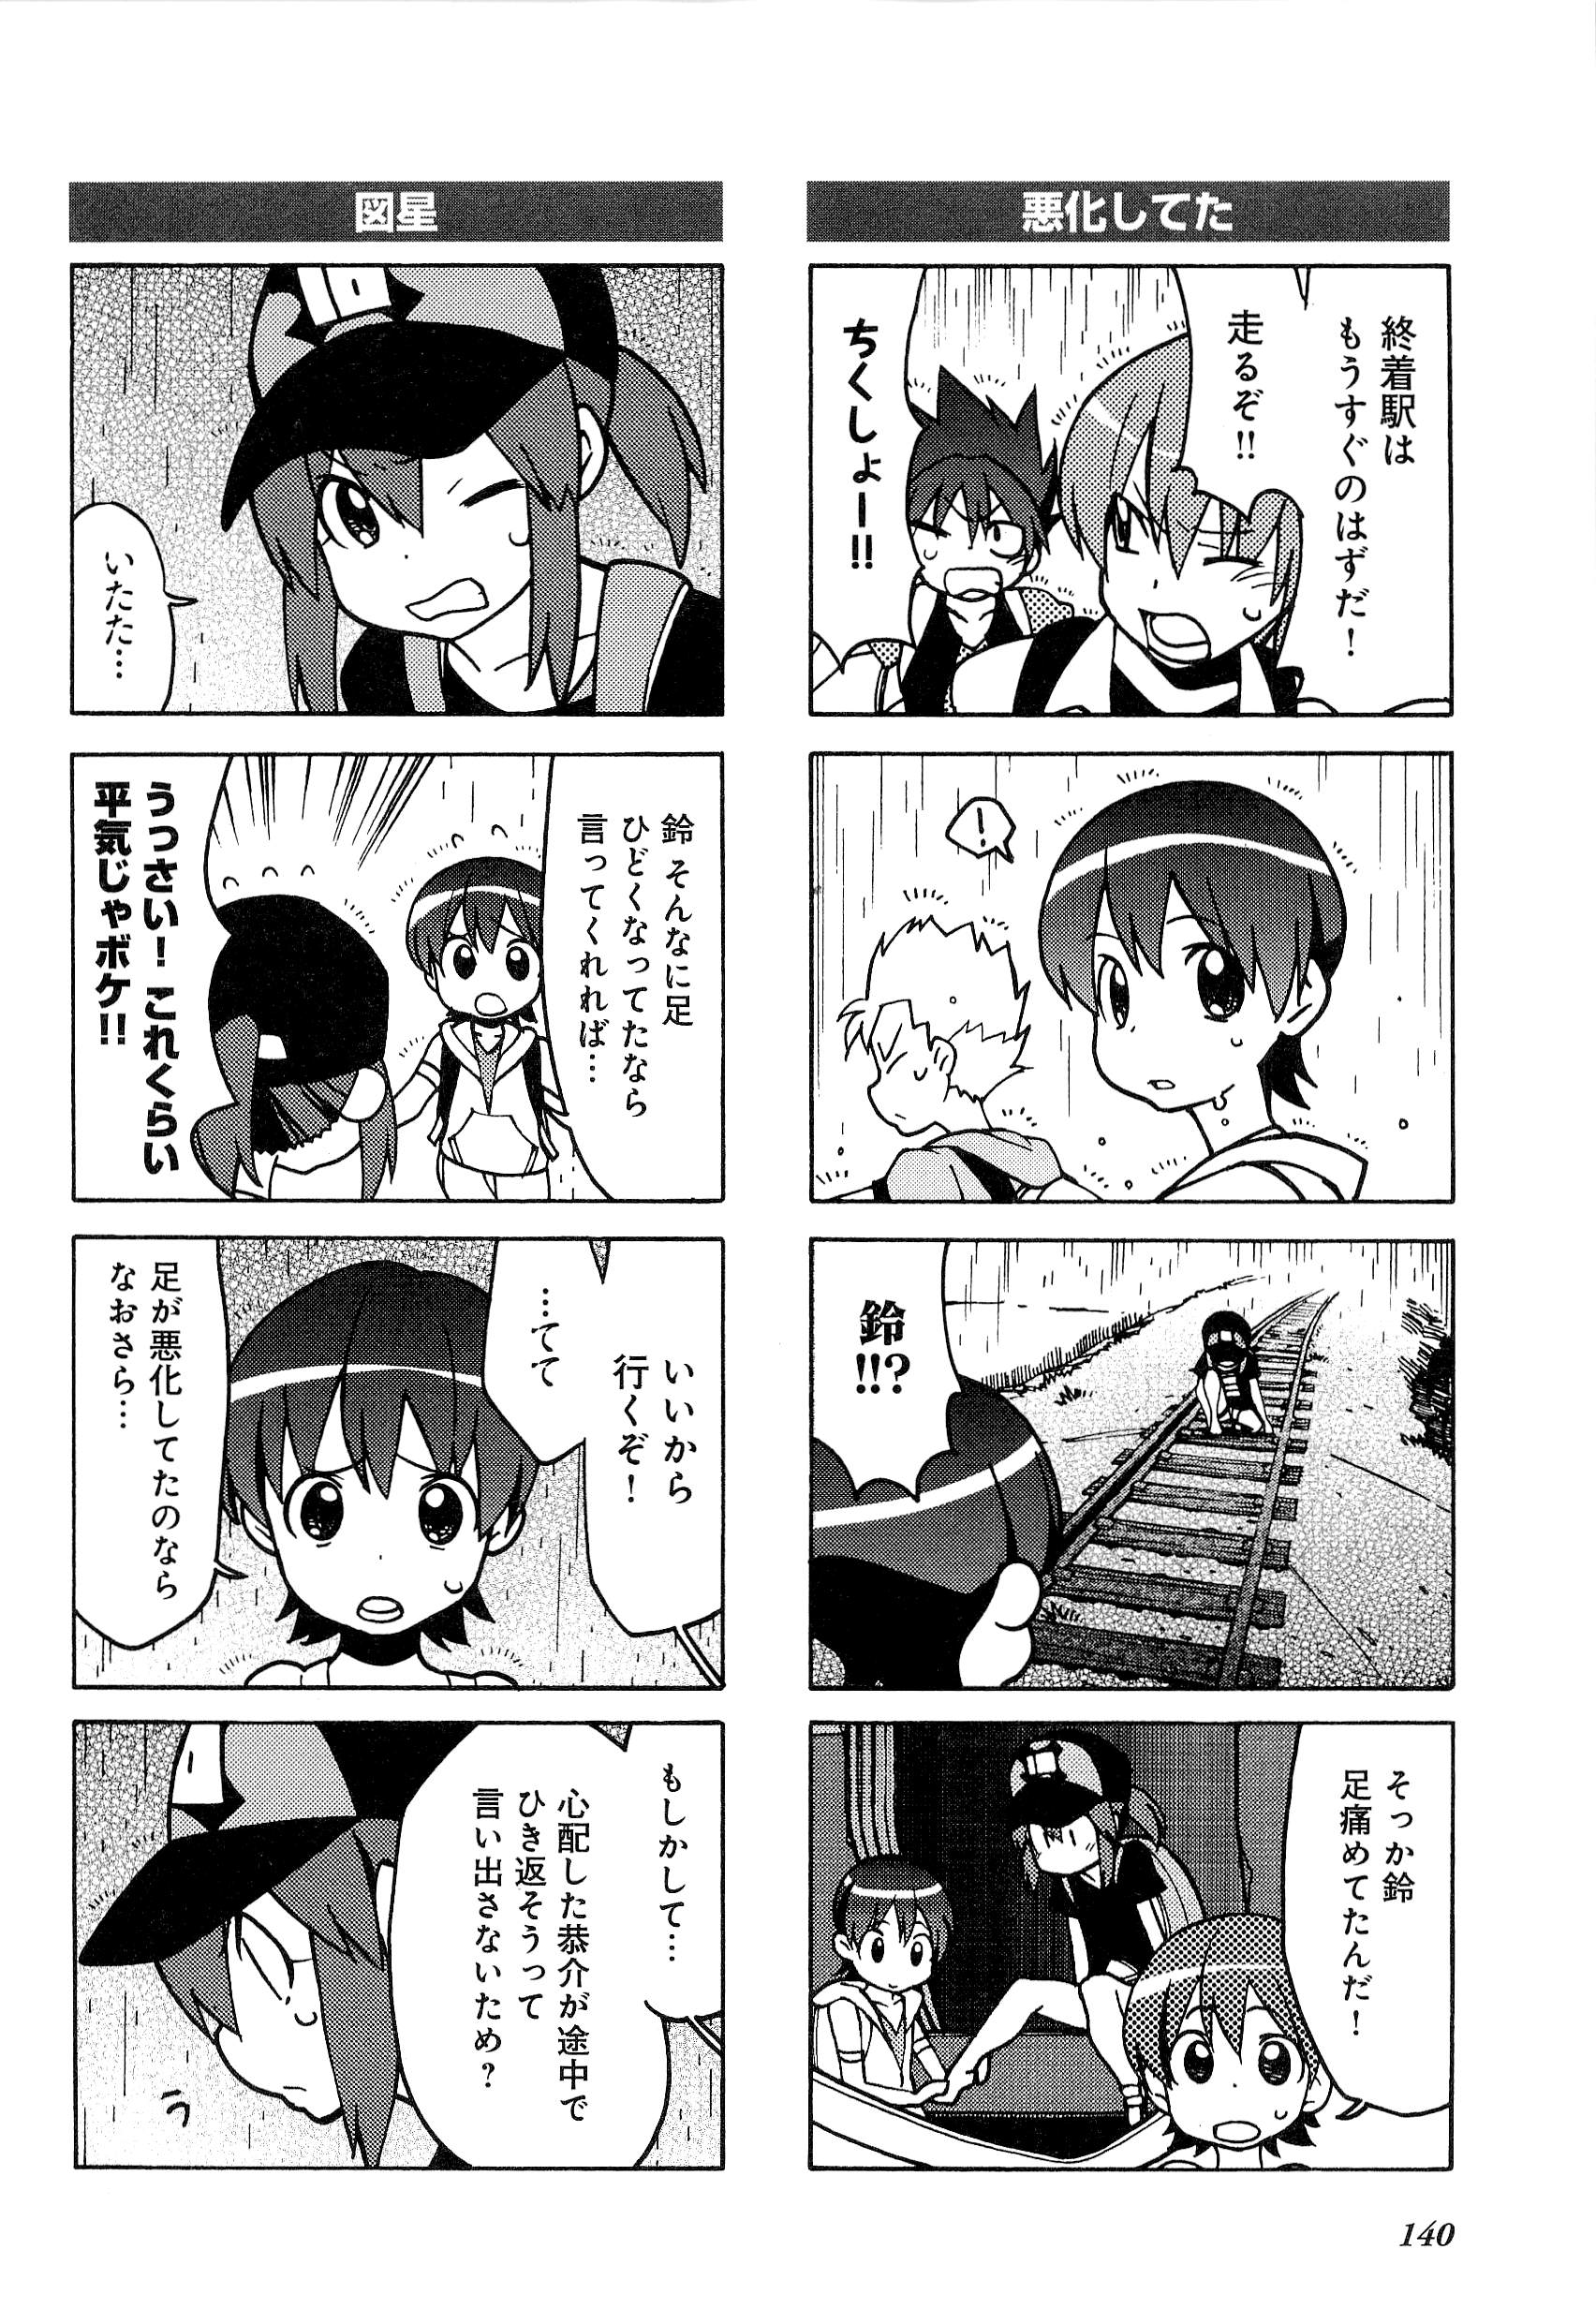 悪化してた
終着駅は
もうすぐのはずだ!
走るぞ!!
ちくしょー!!
!
鈴!!?
そっか鈴
足痛めてたんだ!
図星
いたた…
鈴 そんなに足
ひどくなってたなら
言ってくれれば…
うっさい! これくらい
平気じゃボケ!!
いいから
行くぞ!
…てて
足が悪化してたのなら
なおさら…
もしかして…
心配した恭介が途中で
ひき返そうって
言い出さないため?
う
140